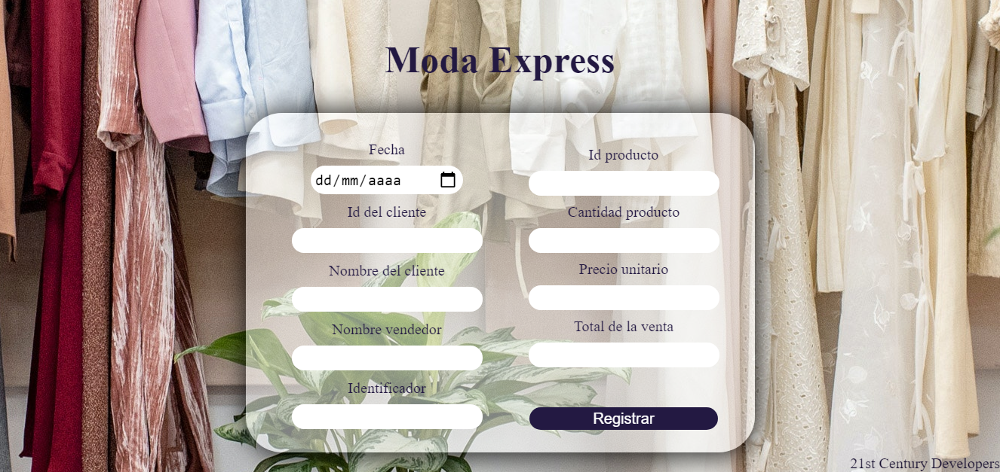 Moda Express
Fecha
dd/mm/aaaa
Id del cliente
Nombre del cliente
Nombre vendedor
Identificador
Id producto
Cantidad producto
Precio unitario
Total de la venta
Registrar
21st Century Developers